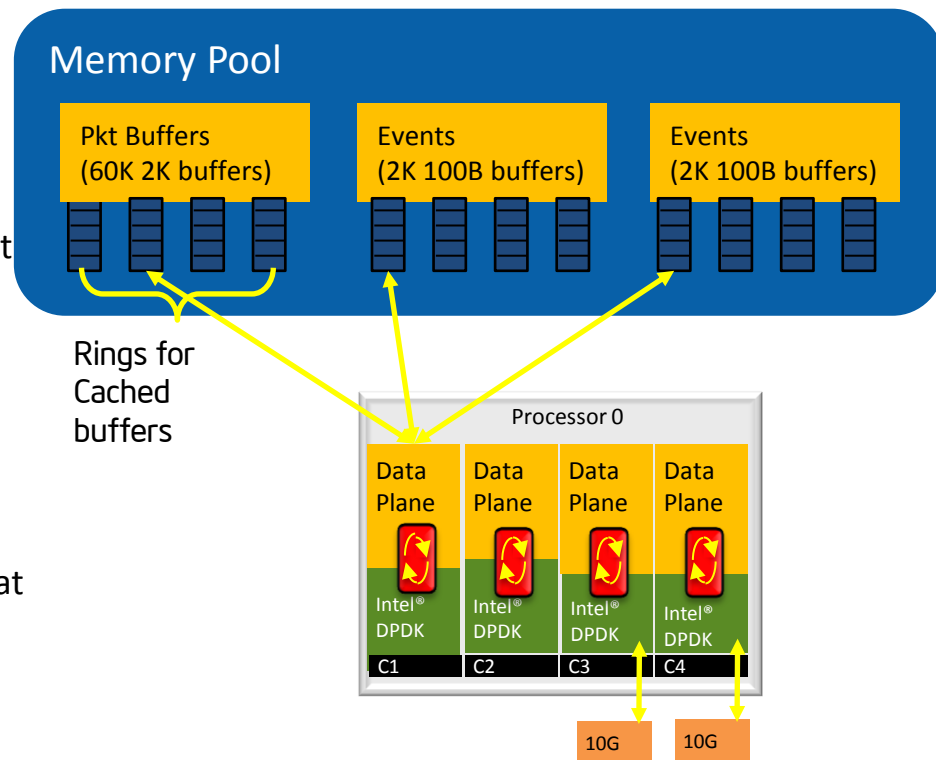 Memory Pool
Pkt Buffers
(60K 2K buffers)
Events
(2K 100B buffers)
Events
(2K 100B buffers)
t
Rings for
Cached
buffers
at
Processor 0
Data
Plane
Data
Plane
Data
Plane
Data
Plane
Intel®
DPDK
Intel®
DPDK
Intel®
DPDK
Intel®
DPDK
C1
C2
C3
C4
10G
10G